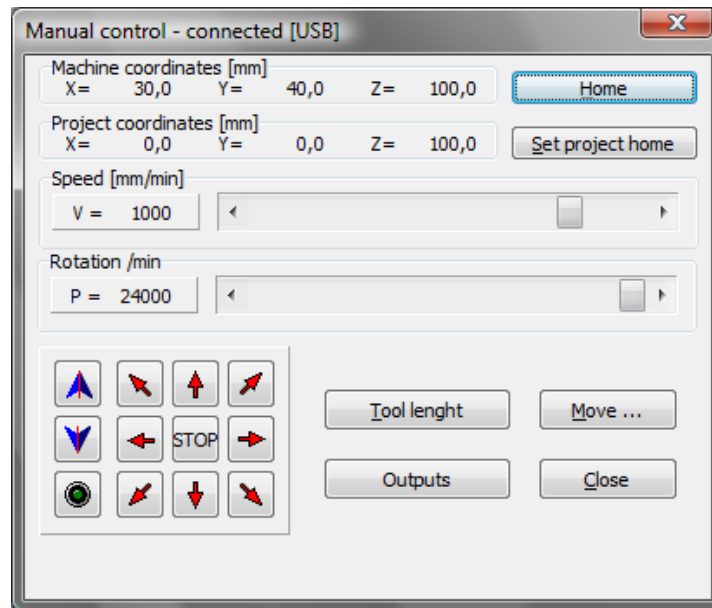 Manual control - connected [USB]
Machine coordinates [mm]
X= 30,0 Y= 40,0 Z= 100,0
Home
Project coordinates [mm]
X= 0,0 Y= 0,0 Z= 100,0
Set project home
Speed [mm/min]
V = 1000
Rotation /min
P = 24000
STOP
Tool lenght
Move ...
Outputs
Close